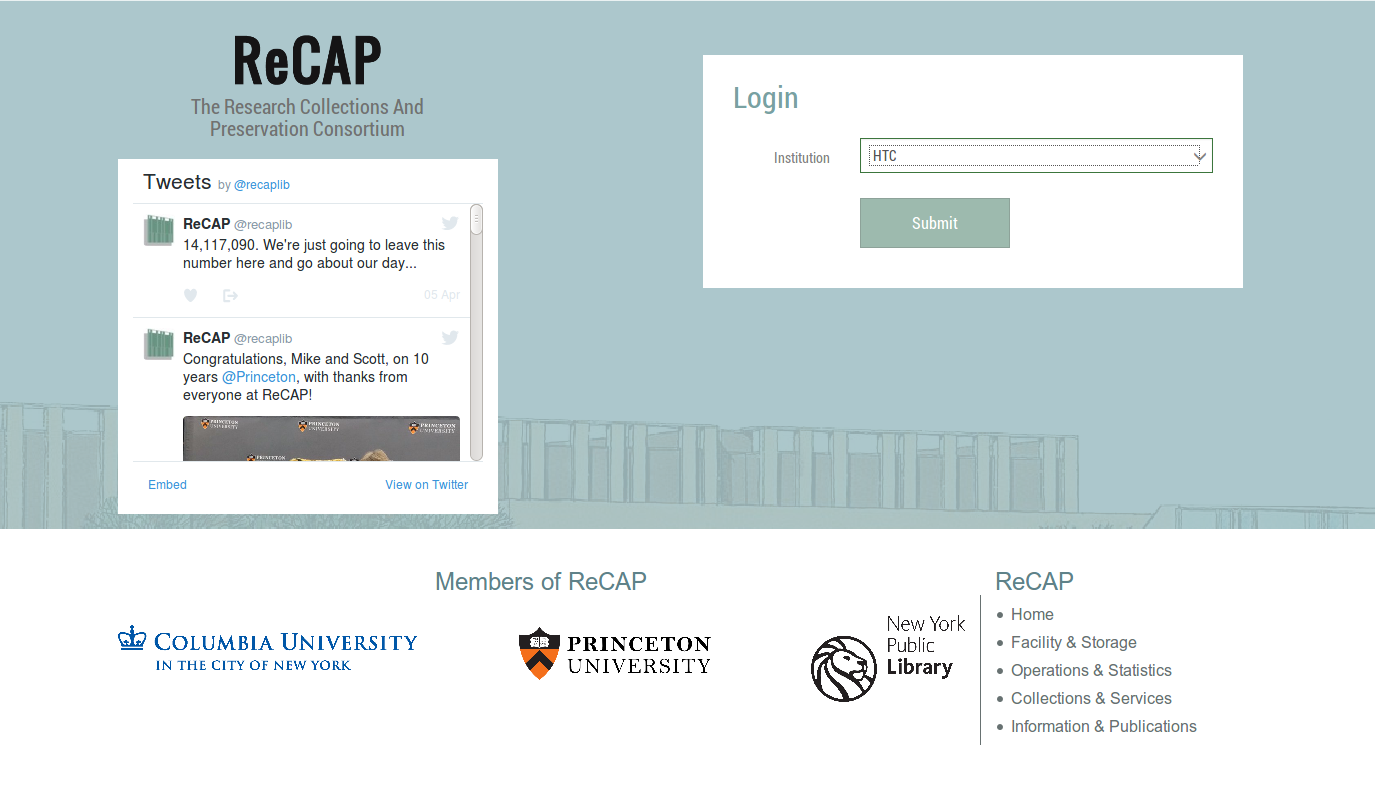 ReCAP
The Research Collections And
Preservation Consortium
Tweets by @recaplib
ReCAP @recaplib
14,117,090. We're just going to leave this
number here and go about our day...
05 Apr
ReCAP @recaplib
Congratulations, Mike and Scott, on 10
years @Princeton, with thanks from
everyone at ReCAP!
PRINCETON
UNIVERSITY
PRINCETON
UNIVERSITY
PRINCETON
UNIVERSITY
PRINCETON
Embed
View on Twitter
Login
Institution
HTC
Submit
Members of ReCAP
COLUMBIA UNIVERSITY
IN THE CITY OF NEW YORK
PRINCETON
UNIVERSITY
New York
Public
Library
ReCAP
Home
Facility & Storage
Operations & Statistics
Collections & Services
Information & Publications